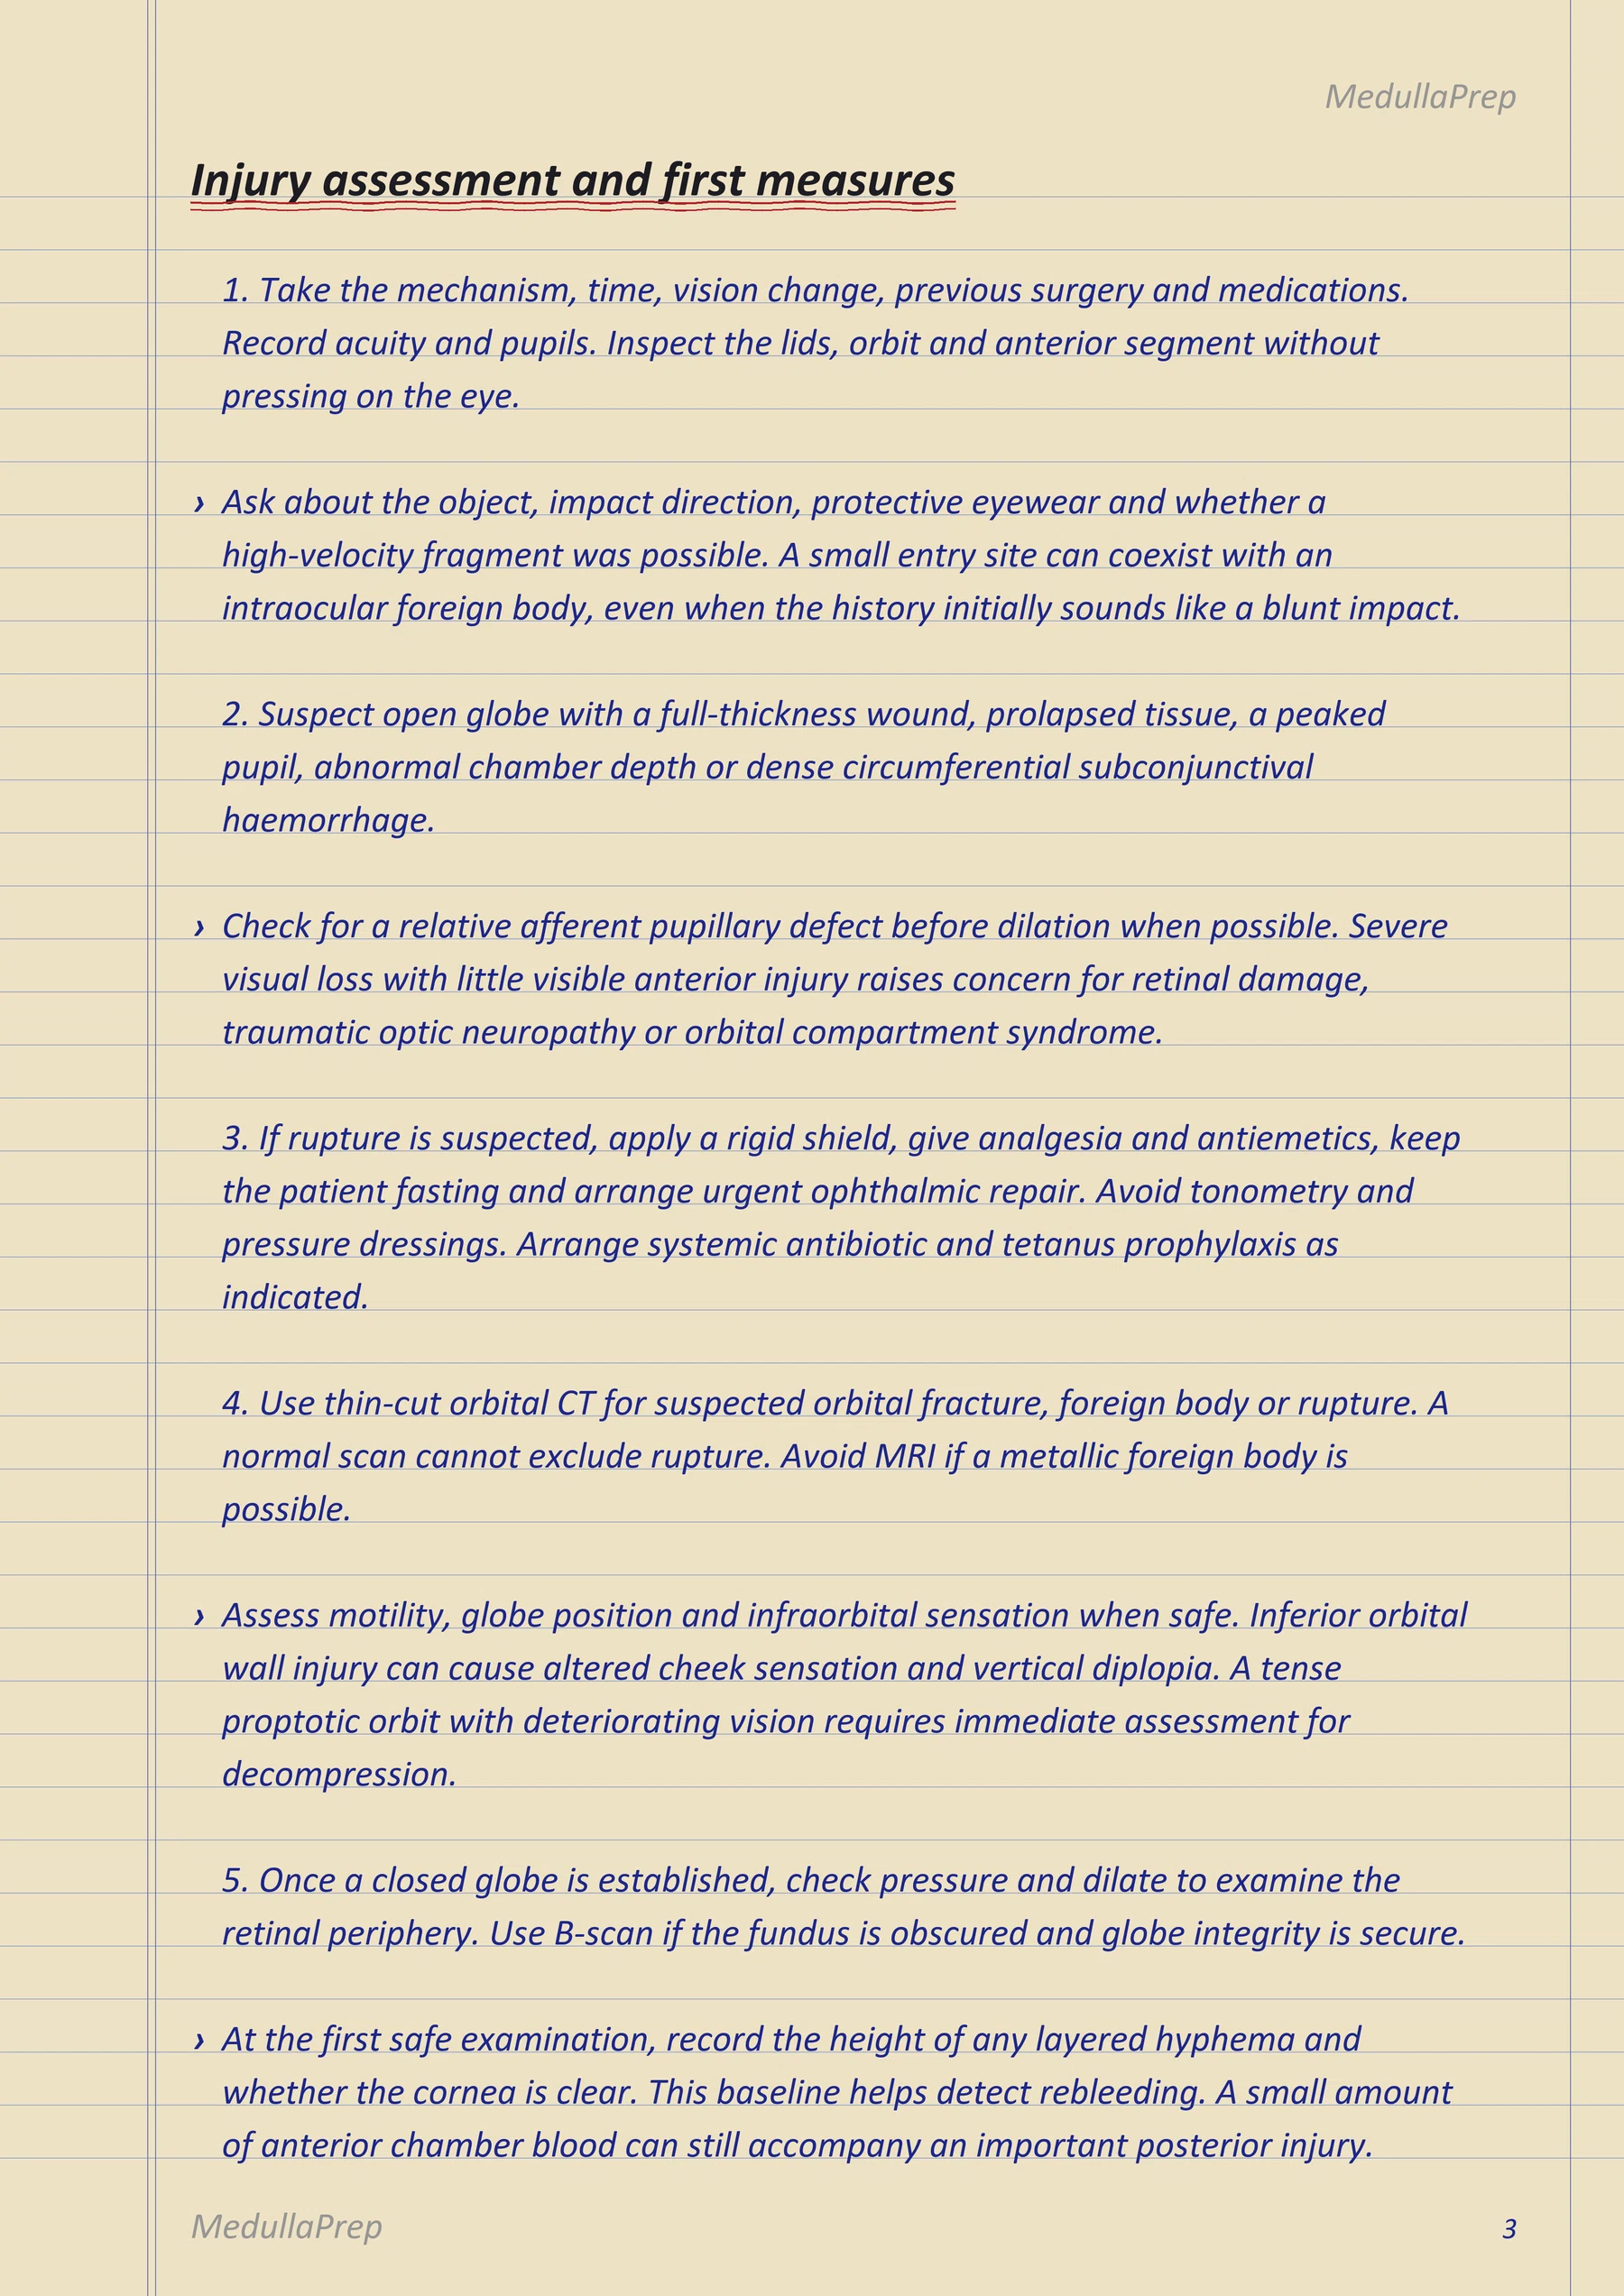 MedullaPrep
Injury assessment and first measures
1. Take the mechanism, time, vision change, previous surgery and medications.
Record acuity and pupils. Inspect the lids, orbit and anterior segment without
pressing on the eye.
› Ask about the object, impact direction, protective eyewear and whether a
high-velocity fragment was possible. A small entry site can coexist with an
intraocular foreign body, even when the history initially sounds like a blunt impact.
2. Suspect open globe with a full-thickness wound, prolapsed tissue, a peaked
pupil, abnormal chamber depth or dense circumferential subconjunctival
haemorrhage.
› Check for a relative afferent pupillary defect before dilation when possible. Severe
visual loss with little visible anterior injury raises concern for retinal damage,
traumatic optic neuropathy or orbital compartment syndrome.
3. If rupture is suspected, apply a rigid shield, give analgesia and antiemetics, keep
the patient fasting and arrange urgent ophthalmic repair. Avoid tonometry and
pressure dressings. Arrange systemic antibiotic and tetanus prophylaxis as
indicated.
4. Use thin-cut orbital CT for suspected orbital fracture, foreign body or rupture. A
normal scan cannot exclude rupture. Avoid MRI if a metallic foreign body is
possible.
› Assess motility, globe position and infraorbital sensation when safe. Inferior orbital
wall injury can cause altered cheek sensation and vertical diplopia. A tense
proptotic orbit with deteriorating vision requires immediate assessment for
decompression.
5. Once a closed globe is established, check pressure and dilate to examine the
retinal periphery. Use B-scan if the fundus is obscured and globe integrity is secure.
› At the first safe examination, record the height of any layered hyphema and
whether the cornea is clear. This baseline helps detect rebleeding. A small amount
of anterior chamber blood can still accompany an important posterior injury.
MedullaPrep
3